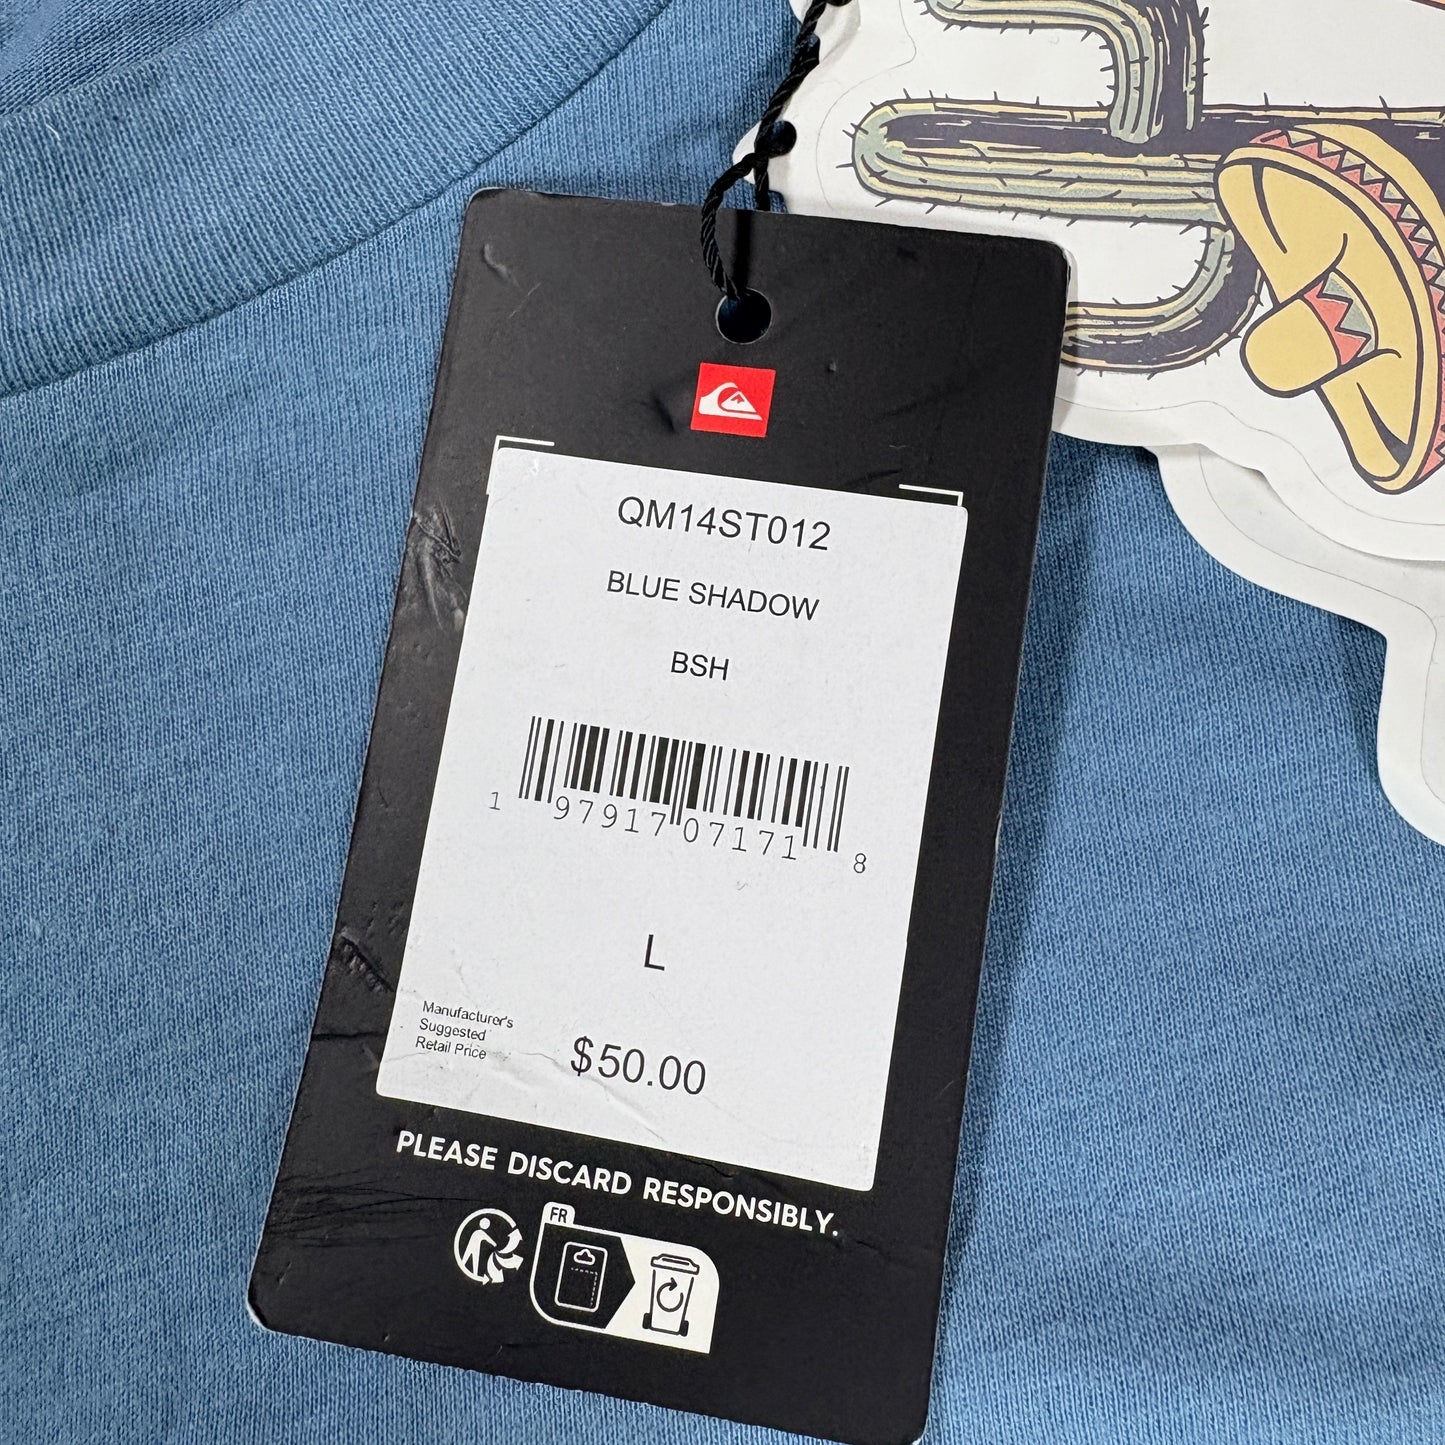 QM14ST012
BLUE SHADOW
BSH
1 97917 07171 8
L
Manufacturer's
Suggested
Retail Price
$50.00
PLEASE DISCARD RESPONSIBLY.
FR